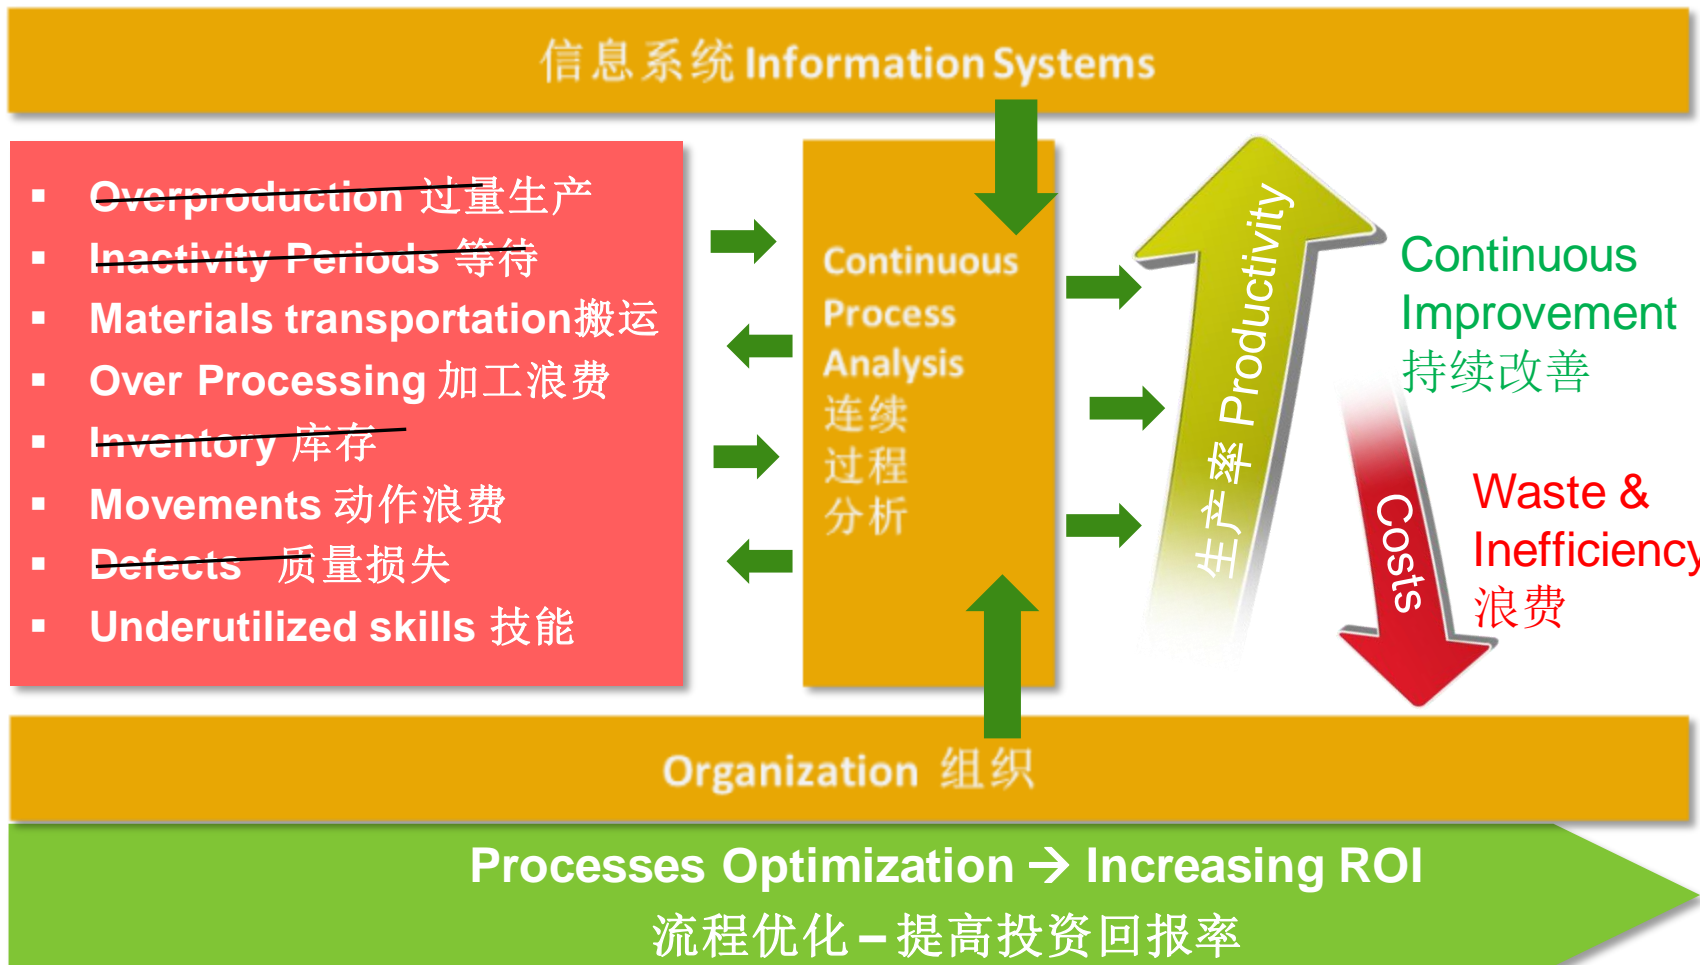 信息系统 Information Systems
▪ Overproduction 过量生产
▪ Inactivity Periods 等待
▪ Materials transportation搬运
▪ Over Processing 加工浪费
▪ Inventory 库存
▪ Movements 动作浪费
▪ Defects 质量损失
▪ Underutilized skills 技能
Continuous
Process
Analysis
连续
过程
分析
生产率 Productivity
Continuous
Improvement
持续改善
Costs
Waste &
Inefficiency
浪费
Organization 组织
Processes Optimization → Increasing ROI
流程优化 – 提高投资回报率